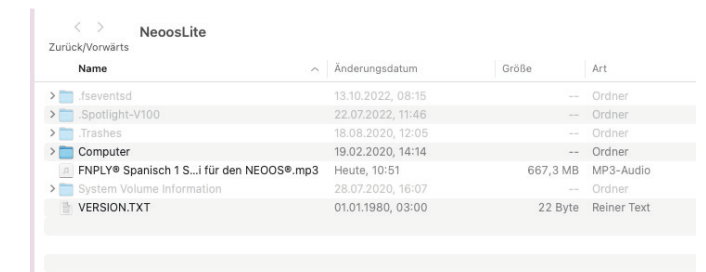 < > NeoosLite
Zurück/Vorwärts
Name Änderungsdatum Größe Art
.fseventsd 13.10.2022, 08:15 -- Ordner
.Spotlight-V100 22.07.2022, 11:46 -- Ordner
.Trashes 18.08.2020, 12:05 -- Ordner
Computer 19.02.2020, 14:14 -- Ordner
FNPLY® Spanisch 1 S...i für den NEOOS®.mp3 Heute, 10:51 667,3 MB MP3-Audio
System Volume Information 28.07.2020, 16:07 -- Ordner
VERSION.TXT 01.01.1980, 03:00 22 Byte Reiner Text